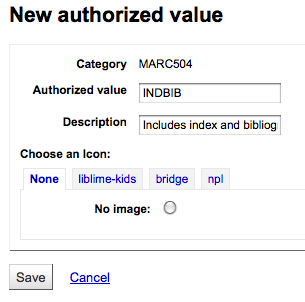 New authorized value
Category MARC504
Authorized value INDBIB
Description Includes index and bibliog
Choose an Icon:
None liblime-kids bridge npl
No image:
Save Cancel